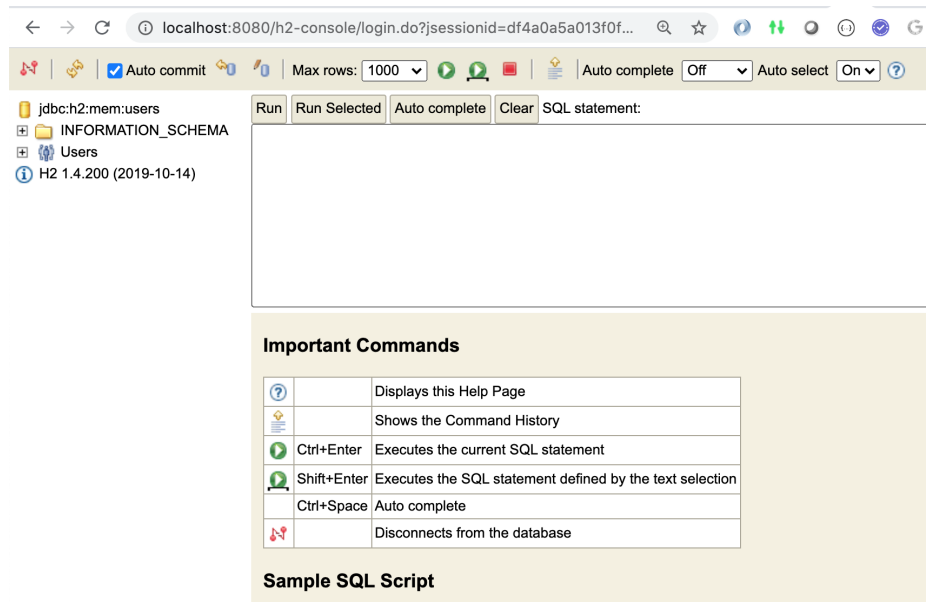 localhost:8080/h2-console/login.do?jsessionid=df4a0a5a013f0f...
Auto commit Max rows: 1000 Auto complete Off Auto select On
jdbc:h2:mem:users
INFORMATION_SCHEMA
Users
H2 1.4.200 (2019-10-14)
Run Run Selected Auto complete Clear SQL statement:
Important Commands
Displays this Help Page
Shows the Command History
Ctrl+Enter Executes the current SQL statement
Shift+Enter Executes the SQL statement defined by the text selection
Ctrl+Space Auto complete
Disconnects from the database
Sample SQL Script